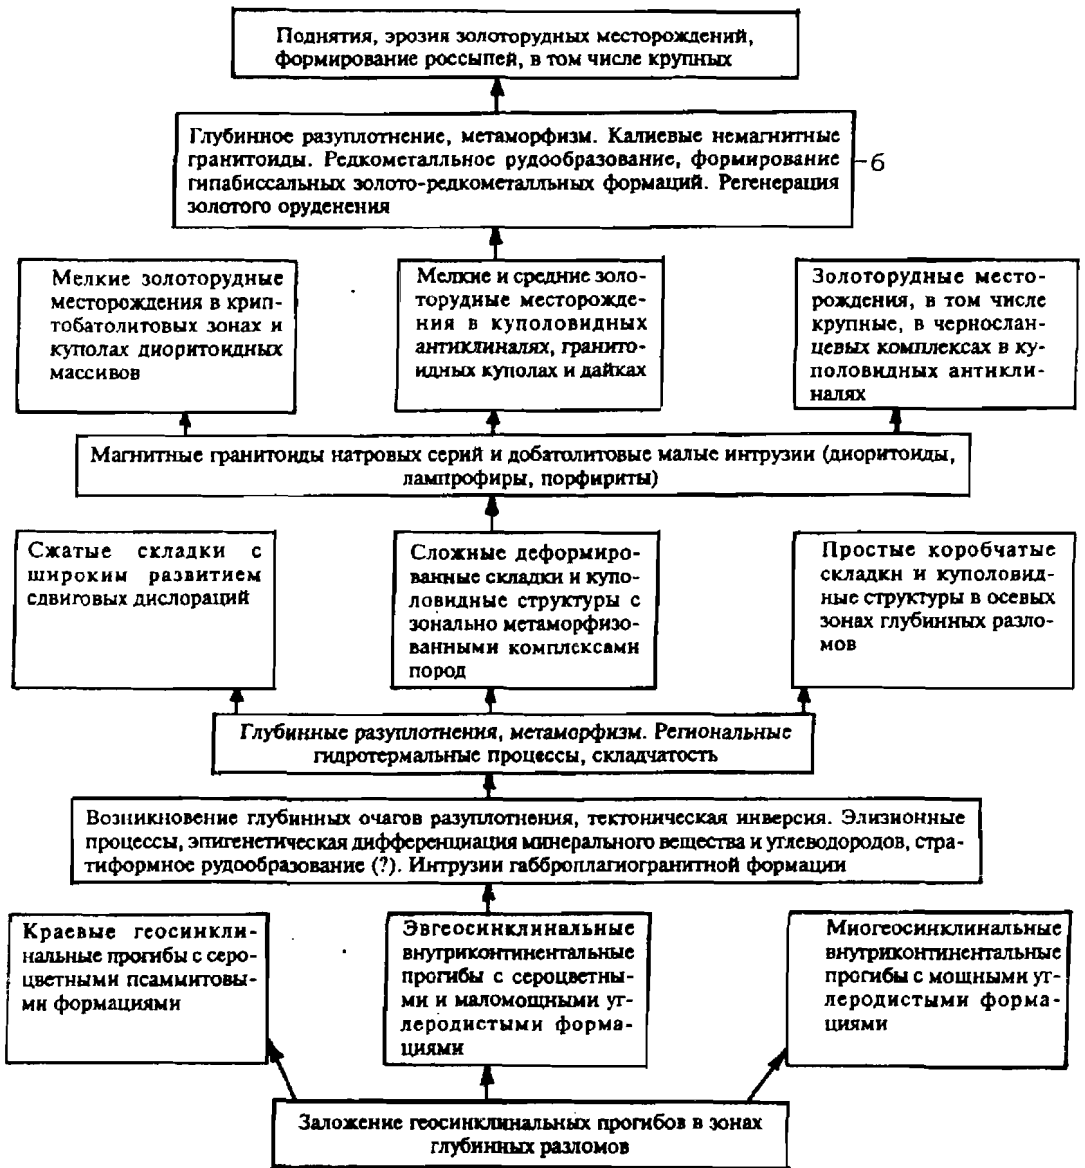 Поднятия, эрозия золоторудных месторождений,
формирование россыпей, в том числе крупных
Глубинное разуплотнение, метаморфизм. Калиевые немагнитные
гранитоиды. Редкометалльное рудообразование, формирование
гипабиссальных золото-редкометалльных формаций. Регенерация
золотого оруденения
б
Мелкие золоторудные
месторождения в крип-
тобатолитовых зонах и
куполах диоритоидных
массивов
Мелкие и средние золо-
торудные месторожде-
ния в куполовидных
антиклиналях, гранито-
идных куполах и дайках
Золоторудные место-
рождения, в том числе
крупные, в чернослан-
цевых комплексах в ку-
половидных антикли-
налях
Магнитные гранитоиды натровых серий и добатолитовые малые интрузии (диоритоиды,
лампрофиры, порфириты)
Сжатые складки с
широким развитием
сдвиговых дислораций
Сложные деформиро-
ванные складки и купо-
ловидные структуры с
зонально метаморфизо-
ванными комплексами
пород
Простые коробчатые
складки и куполовид-
ные структуры в осевых
зонах глубинных разло-
мов
Глубинные разуплотнения, метаморфизм. Региональные
гидротермальные процессы, складчатость
Возникновение глубинных очагов разуплотнения, тектоническая инверсия. Элизионные
процессы, эпигенетическая дифференциация минерального вещества и углеводородов, стра-
тиформное рудообразование (?). Интрузии габброплагиогранитной формации
Краевые геосинкли-
нальные прогибы с серо-
цветными псаммитовы-
ми формациями
Эвгеосинклинальные
внутриконтинентальные
прогибы с сероцветны-
ми и маломощными уг-
леродистыми форма-
циями
Миогеосинклинальные
внутриконтинентальные
прогибы с мощными уг-
леродистыми форма-
циями
Заложение геосинклинальных прогибов в зонах
глубинных разломов